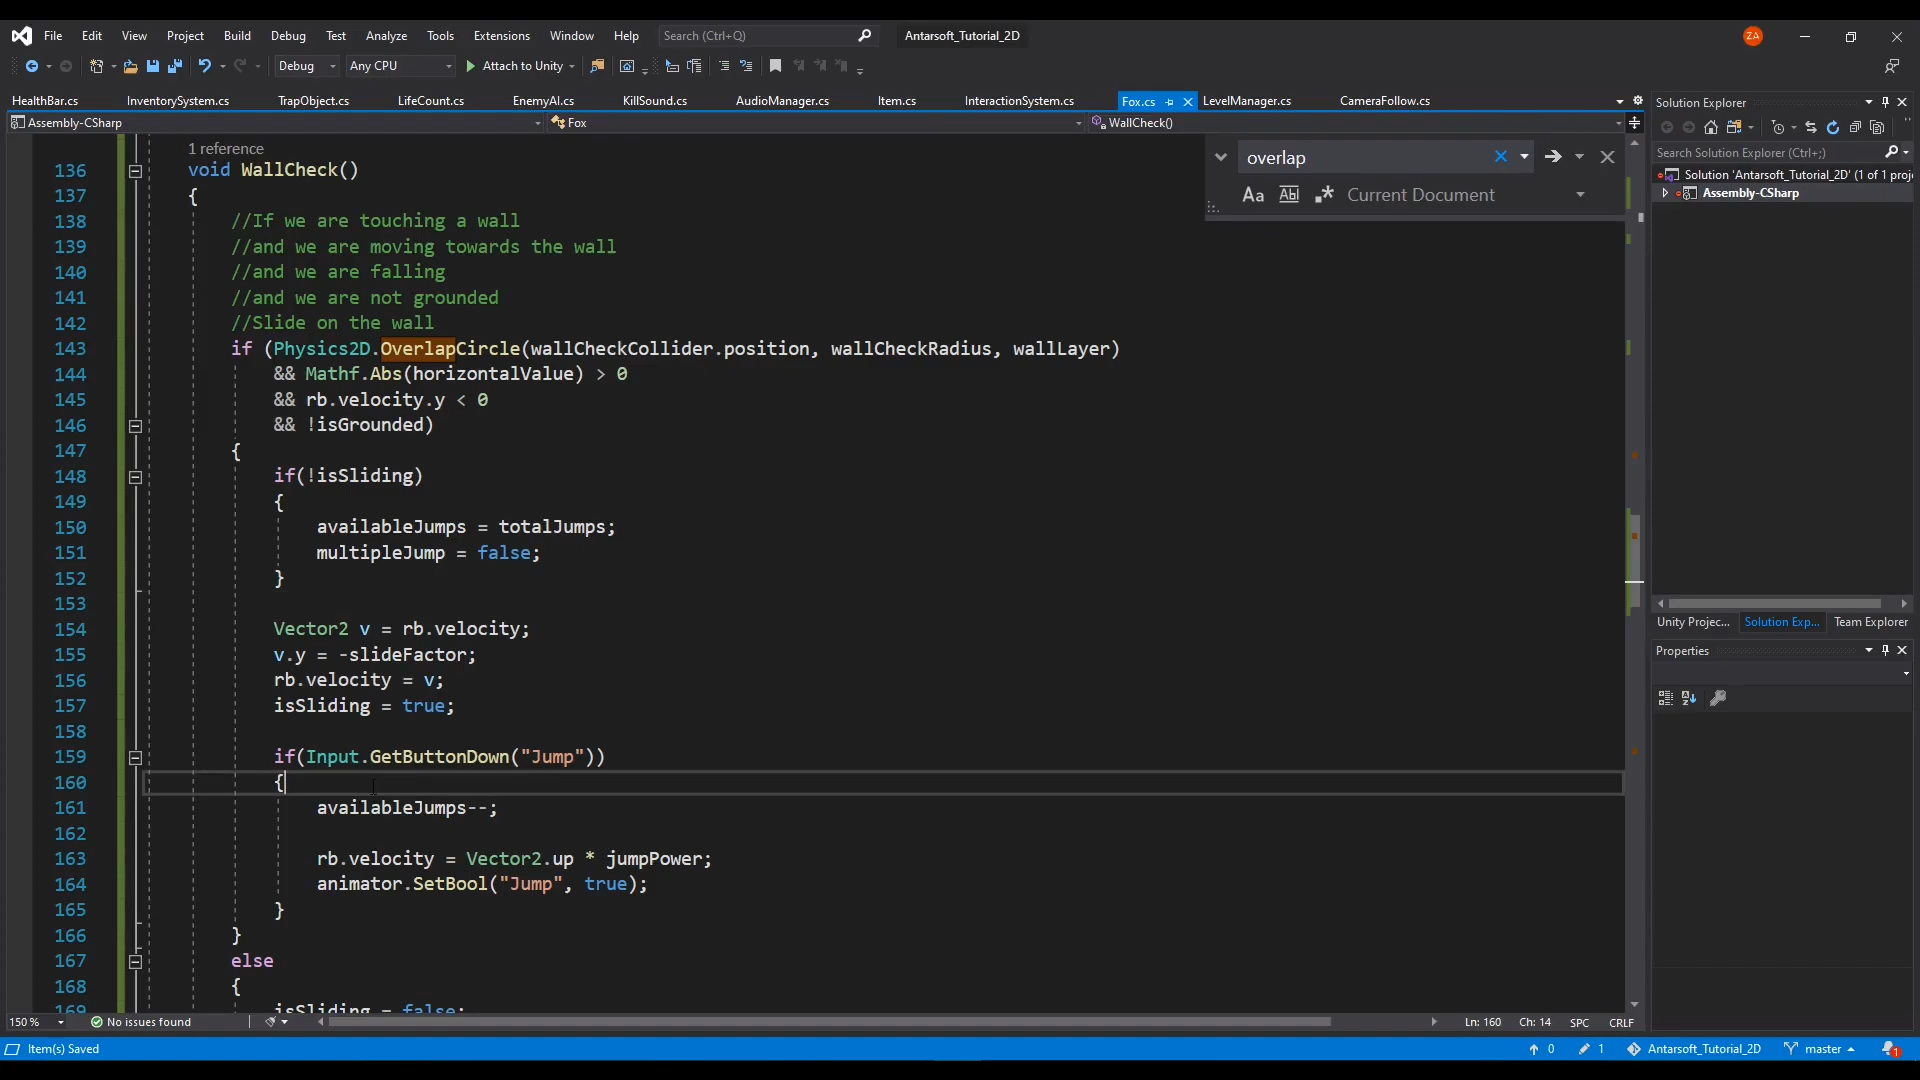 File Edit View Project Build Debug Test Analyze Tools Extensions Window Help Search (Ctrl+Q) Antarsoft_Tutorial_2D ZA
Debug Any CPU Attach to Unity
HealthBar.cs InventorySystem.cs TrapObject.cs LifeCount.cs EnemyAI.cs KillSound.cs AudioManager.cs Item.cs InteractionSystem.cs Fox.cs LevelManager.cs CameraFollow.cs
Assembly-CSharp Fox WallCheck()
1 reference
136 void WallCheck()
137 {
138 //If we are touching a wall
139 //and we are moving towards the wall
140 //and we are falling
141 //and we are not grounded
142 //Slide on the wall
143 if (Physics2D.OverlapCircle(wallCheckCollider.position, wallCheckRadius, wallLayer)
144 && Mathf.Abs(horizontalValue) > 0
145 && rb.velocity.y < 0
146 && !isGrounded)
147 {
148 if(!isSliding)
149 {
150 availableJumps = totalJumps;
151 multipleJump = false;
152 }
153
154 Vector2 v = rb.velocity;
155 v.y = -slideFactor;
156 rb.velocity = v;
157 isSliding = true;
158
159 if(Input.GetButtonDown("Jump"))
160 {
161 availableJumps--;
162
163 rb.velocity = Vector2.up * jumpPower;
164 animator.SetBool("Jump", true);
165 }
166 }
167 else
168 {
169 isSliding = false;
overlap
Aa Abl .* Current Document
Solution Explorer
Search Solution Explorer (Ctrl+;)
Solution 'Antarsoft_Tutorial_2D' (1 of 1 proj
Assembly-CSharp
Unity Projec... Solution Exp... Team Explorer
Properties
150 % No issues found Ln: 160 Ch: 14 SPC CRLF
Item(s) Saved 0 1 Antarsoft_Tutorial_2D master 1